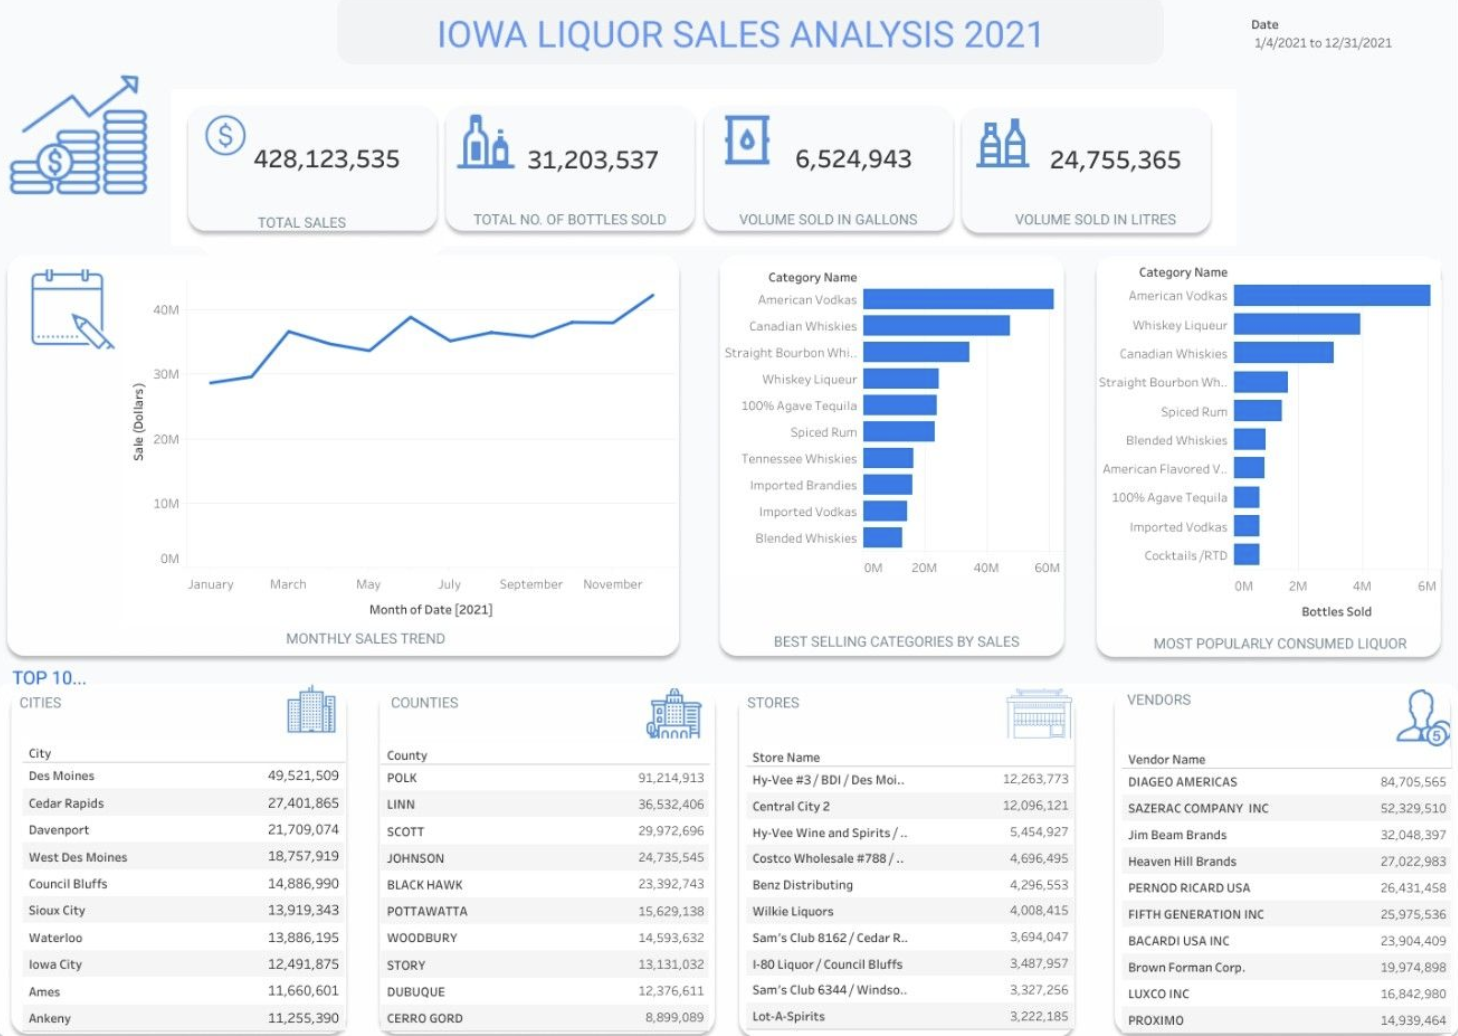 IOWA LIQUOR SALES ANALYSIS 2021
Date
1/4/2021 to 12/31/2021
$
$
428,123,535
TOTAL SALES
31,203,537
TOTAL NO. OF BOTTLES SOLD
6,524,943
VOLUME SOLD IN GALLONS
24,755,365
VOLUME SOLD IN LITRES
Sale (Dollars)
40M
30M
20M
10M
0M
January March May July September November
Month of Date [2021]
MONTHLY SALES TREND
Category Name
American Vodkas
Canadian Whiskies
Straight Bourbon Whi..
Whiskey Liqueur
100% Agave Tequila
Spiced Rum
Tennessee Whiskies
Imported Brandies
Imported Vodkas
Blended Whiskies
0M 20M 40M 60M
BEST SELLING CATEGORIES BY SALES
Category Name
American Vodkas
Whiskey Liqueur
Canadian Whiskies
Straight Bourbon Wh..
Spiced Rum
Blended Whiskies
American Flavored V..
100% Agave Tequila
Imported Vodkas
Cocktails /RTD
0M 2M 4M 6M
Bottles Sold
MOST POPULARLY CONSUMED LIQUOR
TOP 10...
CITIES
City
Des Moines 49,521,509
Cedar Rapids 27,401,865
Davenport 21,709,074
West Des Moines 18,757,919
Council Bluffs 14,886,990
Sioux City 13,919,343
Waterloo 13,886,195
Iowa City 12,491,875
Ames 11,660,601
Ankeny 11,255,390
COUNTIES
County
POLK 91,214,913
LINN 36,532,406
SCOTT 29,972,696
JOHNSON 24,735,545
BLACK HAWK 23,392,743
POTTAWATTA 15,629,138
WOODBURY 14,593,632
STORY 13,131,032
DUBUQUE 12,376,611
CERRO GORD 8,899,089
STORES
Store Name
Hy-Vee #3 / BDI / Des Moi.. 12,263,773
Central City 2 12,096,121
Hy-Vee Wine and Spirits / .. 5,454,927
Costco Wholesale #788 / .. 4,696,495
Benz Distributing 4,296,553
Wilkie Liquors 4,008,415
Sam's Club 8162 / Cedar R.. 3,694,047
I-80 Liquor / Council Bluffs 3,487,957
Sam's Club 6344 / Windso.. 3,327,256
Lot-A-Spirits 3,222,185
VENDORS
5
Vendor Name
DIAGEO AMERICAS 84,705,565
SAZERAC COMPANY INC 52,329,510
Jim Beam Brands 32,048,397
Heaven Hill Brands 27,022,983
PERNOD RICARD USA 26,431,458
FIFTH GENERATION INC 25,975,536
BACARDI USA INC 23,904,409
Brown Forman Corp. 19,974,898
LUXCO INC 16,842,980
PROXIMO 14,939,464